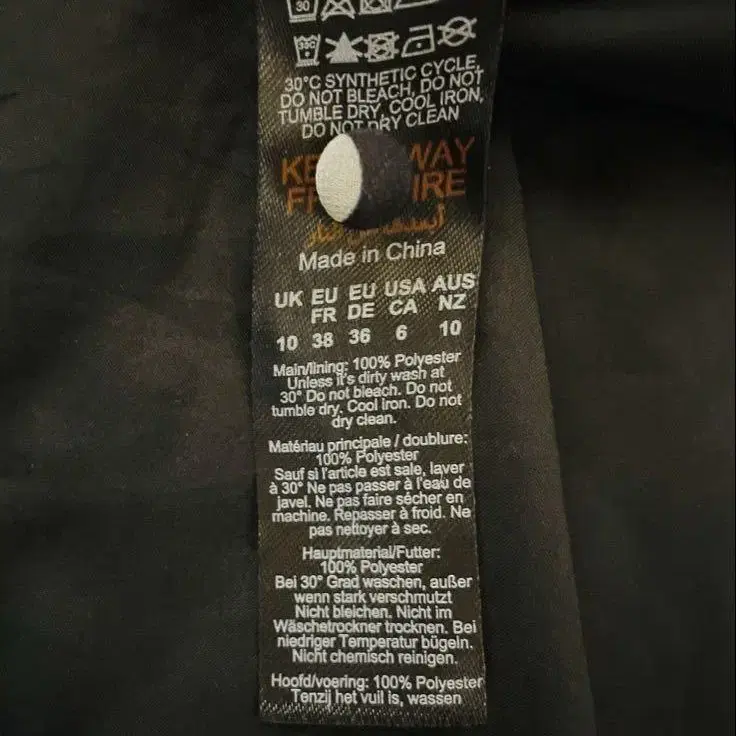 30
30C
30°C SYNTHETIC CYCLE,
DO NOT BLEACH, DO NOT
TUMBLE DRY, COOL IRON,
DO NOT DRY CLEAN
Made in China
UK EU EU USA AUS
FR DE CA NZ
10 38 36 6 10
Main/lining: 100% Polyester
Unless it's dirty wash at
30° Do not bleach. Do not
tumble dry. Cool Iron. Do not
dry clean.
Matériau principale / doublure:
100% Polyester
Sauf si l'article est sale, laver
à 30° Ne pas passer à l'eau de
javel. Ne pas faire sécher en
machine. Repasser à froid. Ne
pas nettoyer à sec.
Hauptmaterial/Futter:
100% Polyester
Bei 30° Grad waschen, außer
wenn stark verschmutzt
Nicht bleichen. Nicht im
Wäschetrockner trocknen. Bei
niedriger Temperatur bügeln.
Nicht chemisch reinigen.
Hoofd/voering: 100% Polyester
Tenzij het vuil is, wassen